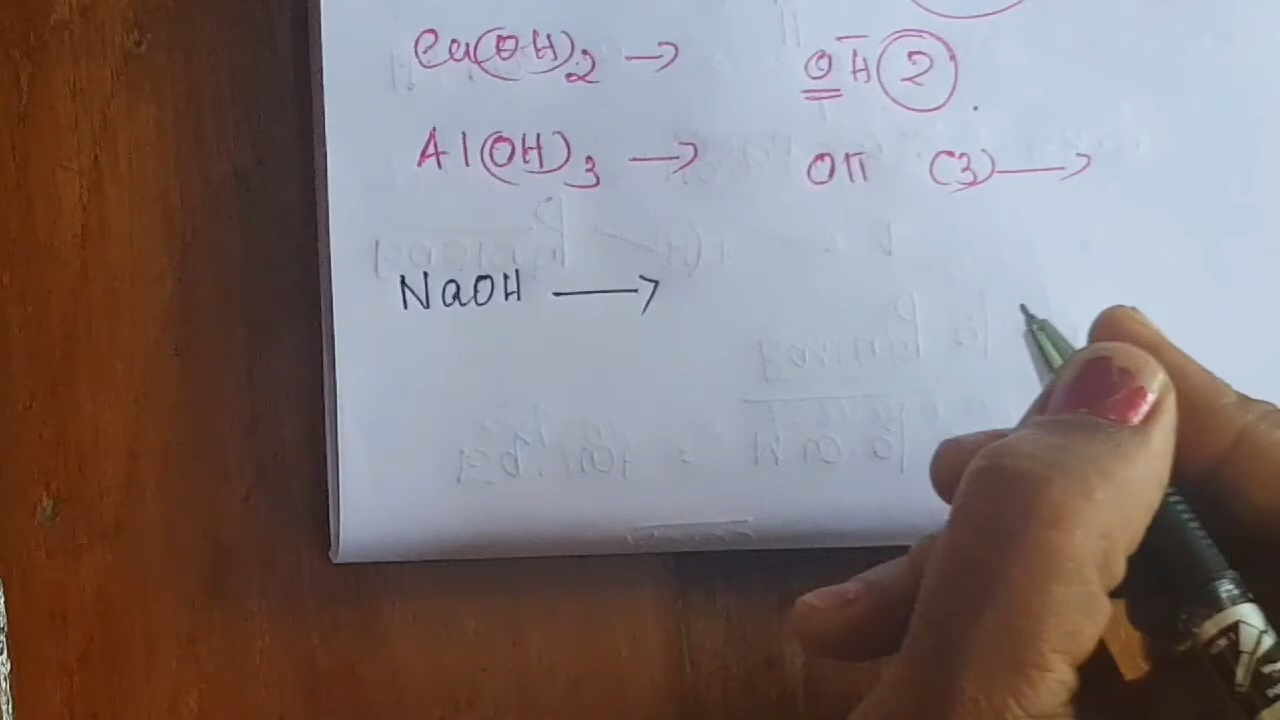 Ca(OH)2 → OH̅ 2 .
Al(OH)3 → OH (3)→
NaOH →